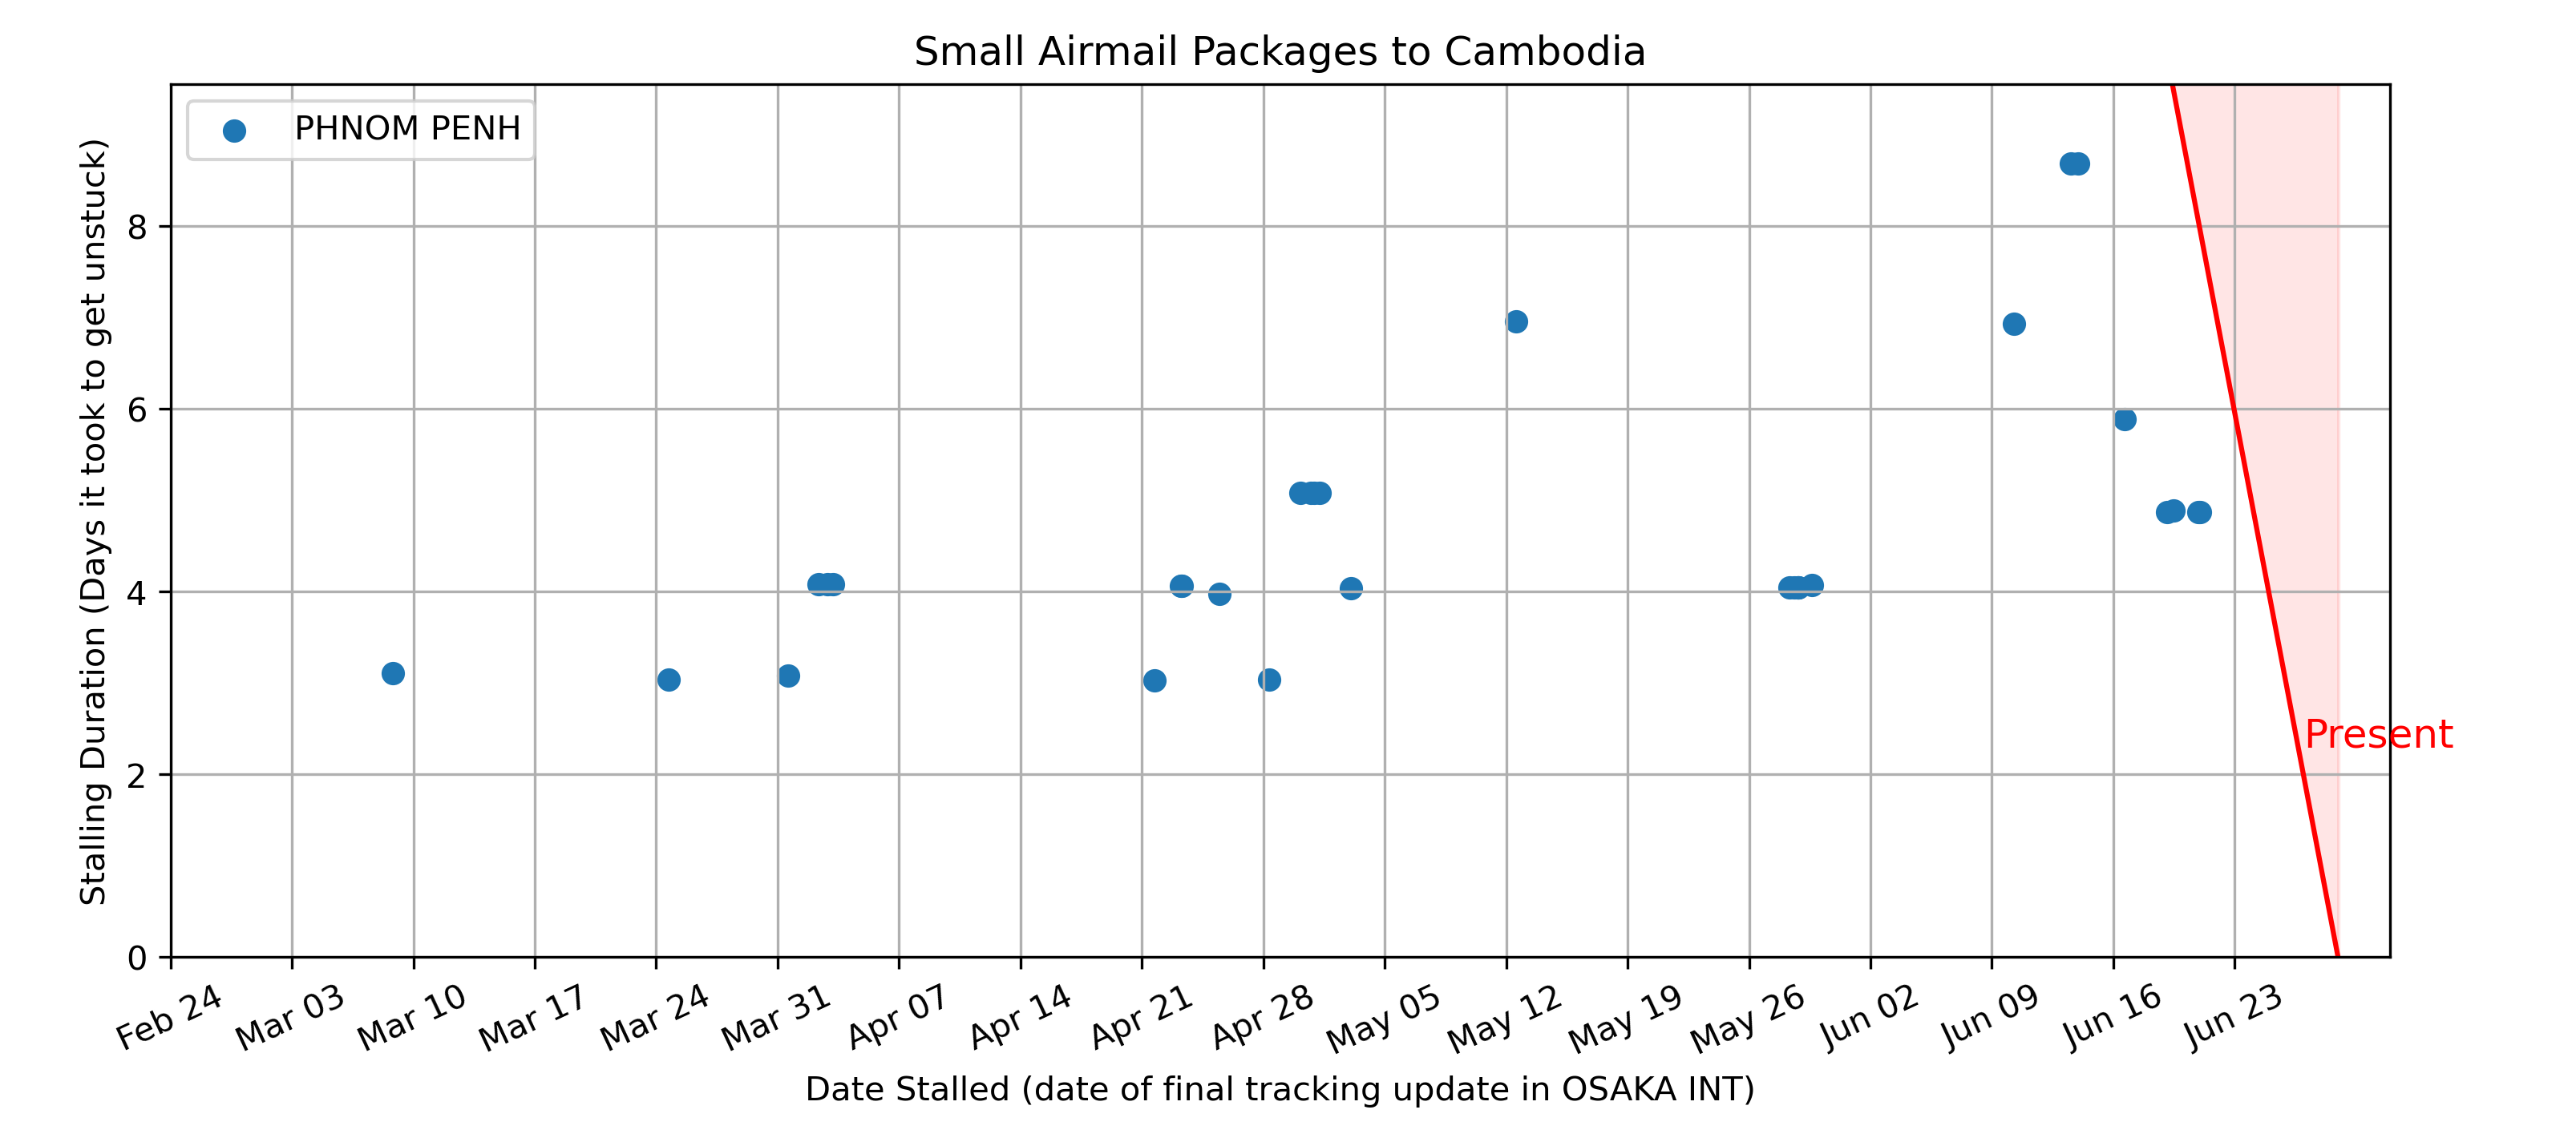 Small Airmail Packages to Cambodia
PHNOM PENH
Stalling Duration (Days it took to get unstuck)
8
6
4
2
0
Present
Feb 24
Mar 03
Mar 10
Mar 17
Mar 24
Mar 31
Apr 07
Apr 14
Apr 21
Apr 28
May 05
May 12
May 19
May 26
Jun 02
Jun 09
Jun 16
Jun 23
Date Stalled (date of final tracking update in OSAKA INT)